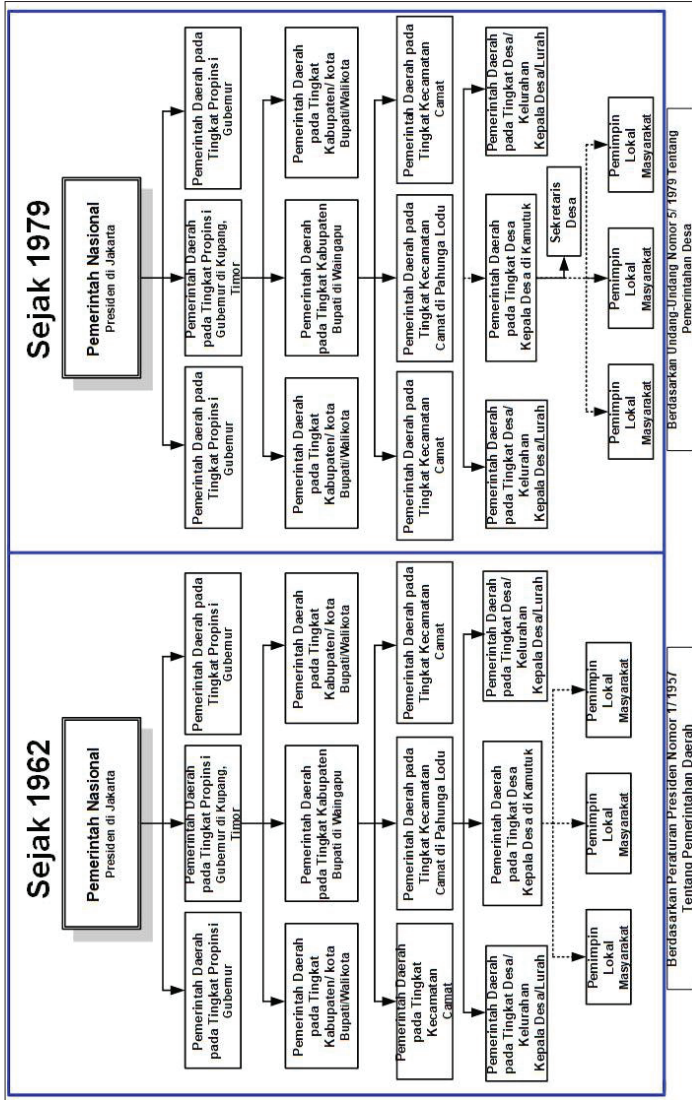 Sejak 1962
Pemerintah Nasional
Presiden di Jakarta
Pemerintah Daerah
pada Tingkat Propinsi
Gubernur
Pemerintah Daerah
pada Tingkat Propinsi
Gubernur di Kupang,
Timor
Pemerintah Daerah pada
Tingkat Propinsi
Gubernur
Pemerintah Daerah
pada Tingkat
Kabupaten/ kota
Bupati/Walikota
Pemerintah Daerah
pada Tingkat Kabupaten
Bupati di Waingapu
Pemerintah Daerah
pada Tingkat
Kabupaten/ kota
Bupati/Walikota
Pemerintah Daerah
pada Tingkat
Kecamatan
Camat
Pemerintah Daerah pada
Tingkat Kecamatan
Camat di Pahunga Lodu
Pemerintah Daerah pada
Tingkat Kecamatan
Camat
Pemerintah Daerah
pada Tingkat Desa/
Kelurahan
Kepala Desa/Lurah
Pemerintah Daerah
pada Tingkat Desa
Kepala Desa di Kamutuk
Pemerintah Daerah
pada Tingkat Desa/
Kelurahan
Kepala Desa/Lurah
Pemimpin
Lokal
Masyarakat
Pemimpin
Lokal
Masyarakat
Pemimpin
Lokal
Masyarakat
Berdasarkan Peraturan Presiden Nomor 1/ 1957
Tentang Pemerintahan Daerah
Sejak 1979
Pemerintah Nasional
Presiden di Jakarta
Pemerintah Daerah pada
Tingkat Propinsi
Gubernur
Pemerintah Daerah
pada Tingkat Propinsi
Gubernur di Kupang,
Timor
Pemerintah Daerah pada
Tingkat Propinsi
Gubernur
Pemerintah Daerah
pada Tingkat
Kabupaten/ kota
Bupati/Walikota
Pemerintah Daerah
pada Tingkat Kabupaten
Bupati di Waingapu
Pemerintah Daerah
pada Tingkat
Kabupaten/ kota
Bupati/Walikota
Pemerintah Daerah pada
Tingkat Kecamatan
Camat
Pemerintah Daerah pada
Tingkat Kecamatan
Camat di Pahunga Lodu
Pemerintah Daerah pada
Tingkat Kecamatan
Camat
Pemerintah Daerah
pada Tingkat Desa/
Kelurahan
Kepala Desa/Lurah
Pemerintah Daerah
pada Tingkat Desa
Kepala Desa di Kamutuk
Pemerintah Daerah
pada Tingkat Desa/
Kelurahan
Kepala Desa/Lurah
Sekretaris
Desa
Pemimpin
Lokal
Masyarakat
Pemimpin
Lokal
Masyarakat
Pemimpin
Lokal
Masyarakat
Berdasarkan Undang-Undang Nomor 5/ 1979 Tentang
Pemerintahan Desa